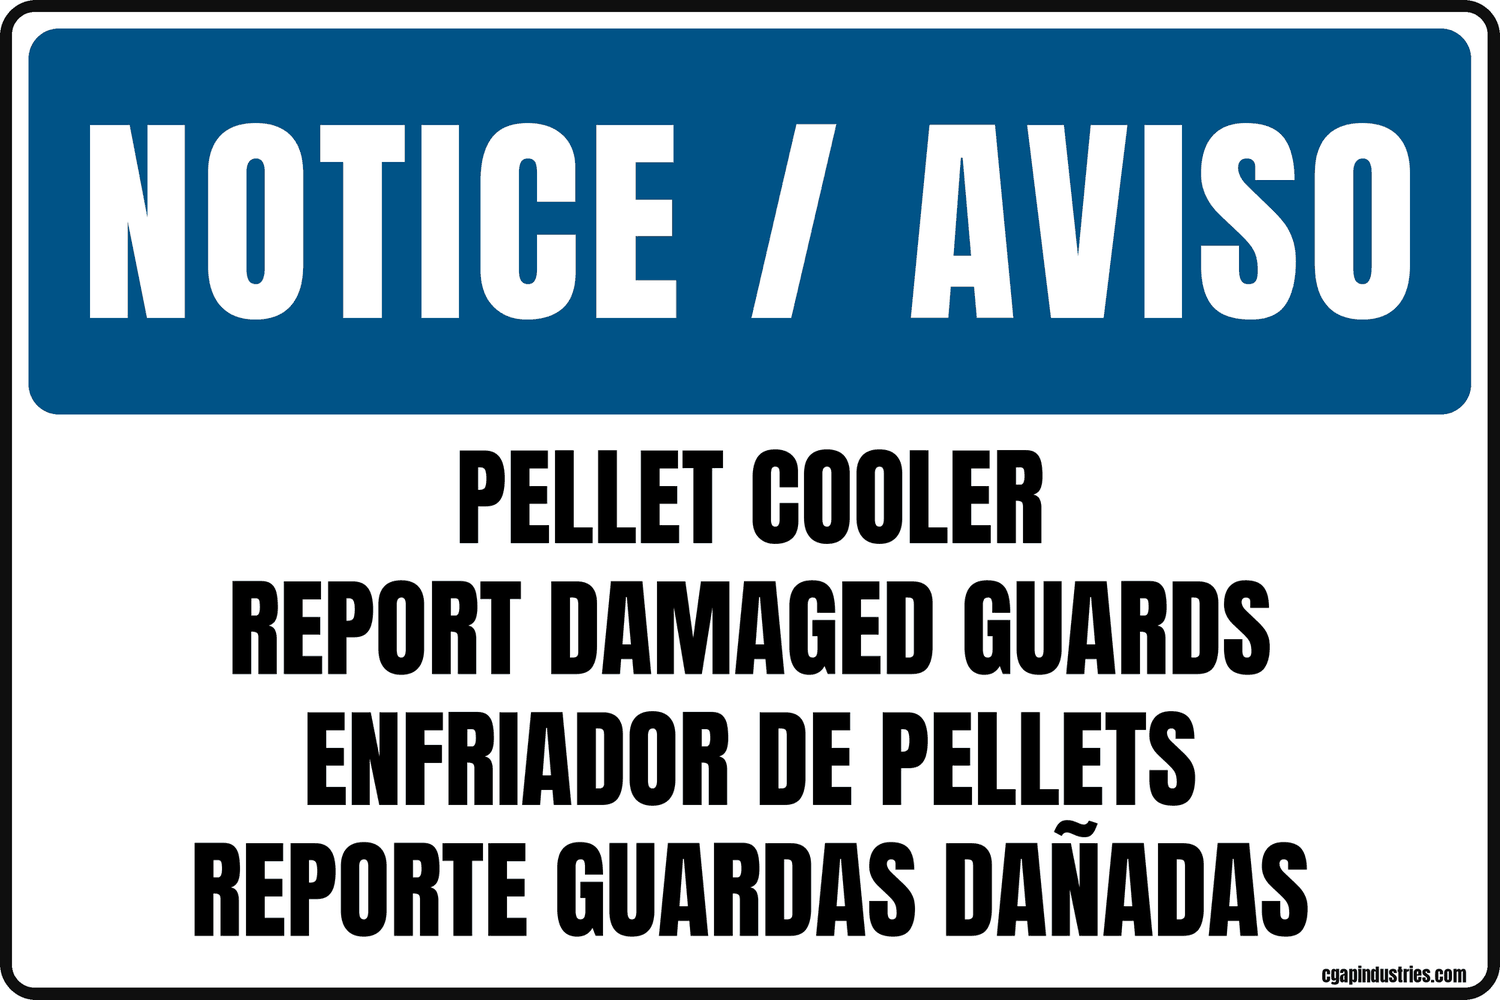 NOTICE / AVISO
PELLET COOLER
REPORT DAMAGED GUARDS
ENFRIADOR DE PELLETS
REPORTE GUARDAS DAÑADAS
cgapindustries.com